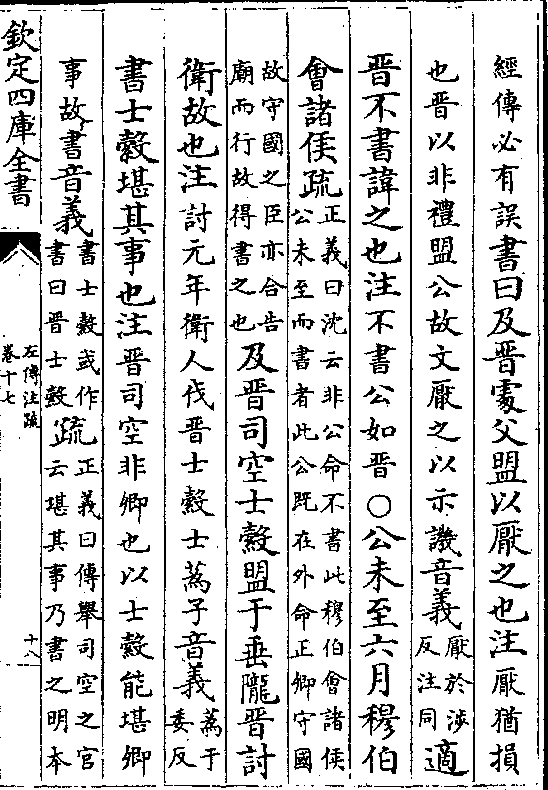 經傳必有誤書曰及晉處父盟以厭之也注厭猶損
也晉以非禮盟公故文厭之以示譏音義厭於涉反注同適
晉不書諱之也注不書公如晉○公未至六月穆伯
會諸侯疏正義曰沈云非公命不書此穆伯會諸侯公未至而書者此公既在外命正卿守國
故守國之臣亦合告廟而行故得書之也及晉司空士縠盟于垂隴晉討
衛故也注討元年衛人伐晉士縠士蒍子音義蒍于委反
書士縠堪其事也注晉司空非卿也以士縠能堪卿
事故書音義書士縠或作書曰晉士縠疏正義曰傳舉司空之官云堪其事乃書之明本
欽定四庫全書
左傳注疏
卷十七
十八